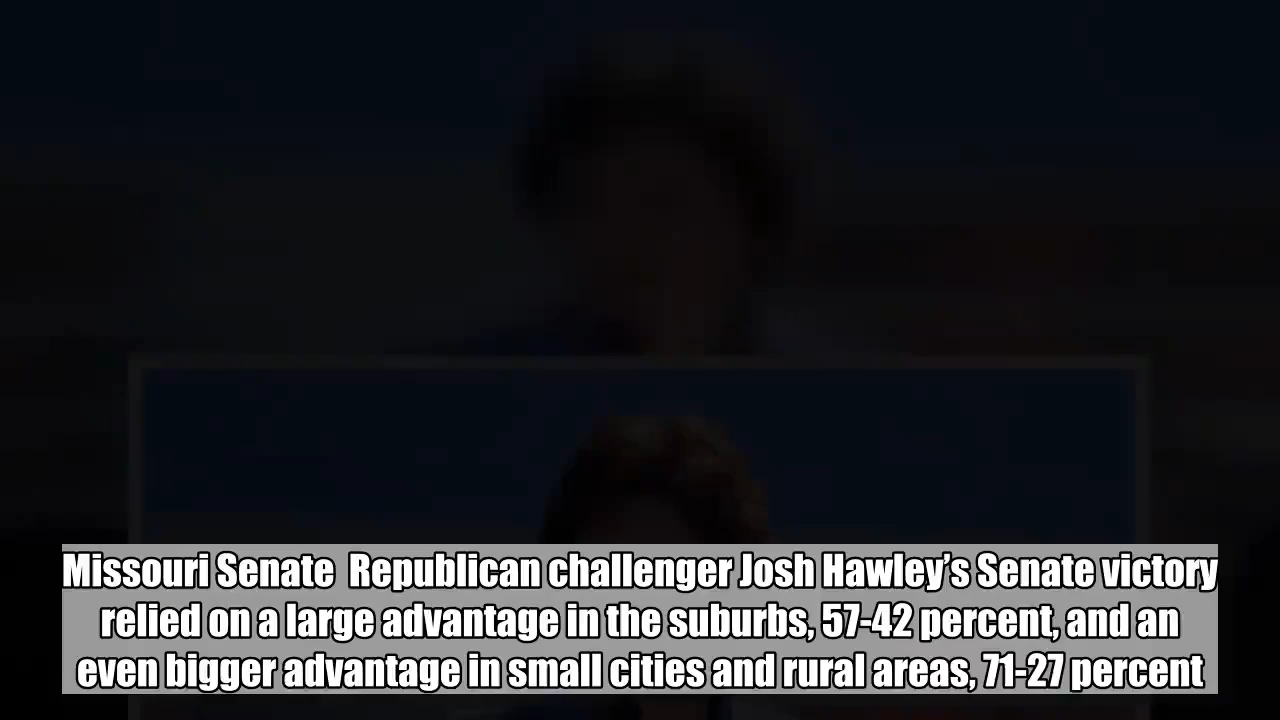 Missouri Senate  Republican challenger Josh Hawley’s Senate victory
relied on a large advantage in the suburbs, 57-42 percent, and an
even bigger advantage in small cities and rural areas, 71-27 percent